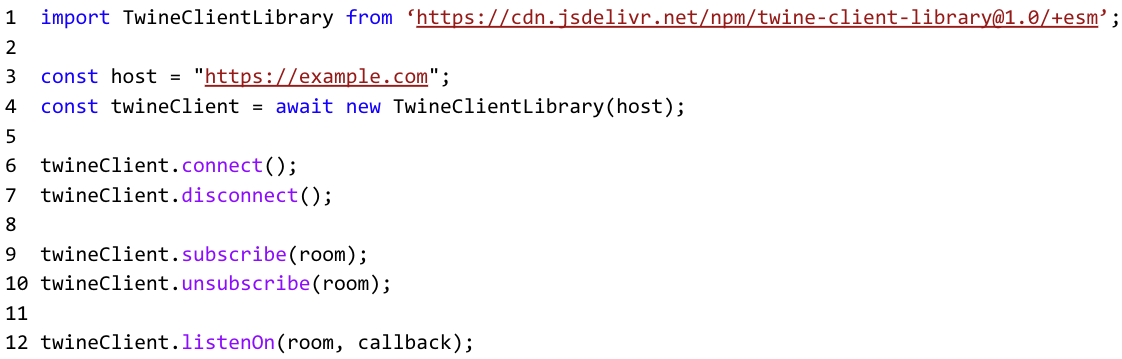 1 import TwineClientLibrary from ‘https://cdn.jsdelivr.net/npm/twine-client-library@1.0/+esm’;
2
3 const host = "https://example.com";
4 const twineClient = await new TwineClientLibrary(host);
5
6 twineClient.connect();
7 twineClient.disconnect();
8
9 twineClient.subscribe(room);
10 twineClient.unsubscribe(room);
11
12 twineClient.listenOn(room, callback);